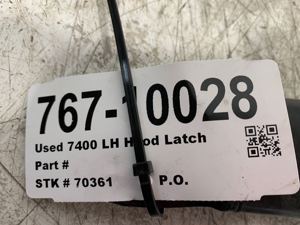 767-10028
Used 7400 LH Hood Latch
Part #
STK # 70361 P.O.